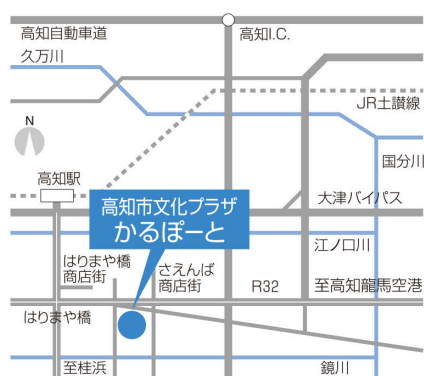 高知自動車道
高知I.C.
久万川
JR土讃線
N
国分川
高知駅
大津バイパス
高知市文化プラザ
かるぽーと
江ノ口川
はりまや橋
商店街
さえんば
商店街
R32
至高知龍馬空港
はりまや橋
至桂浜
鏡川